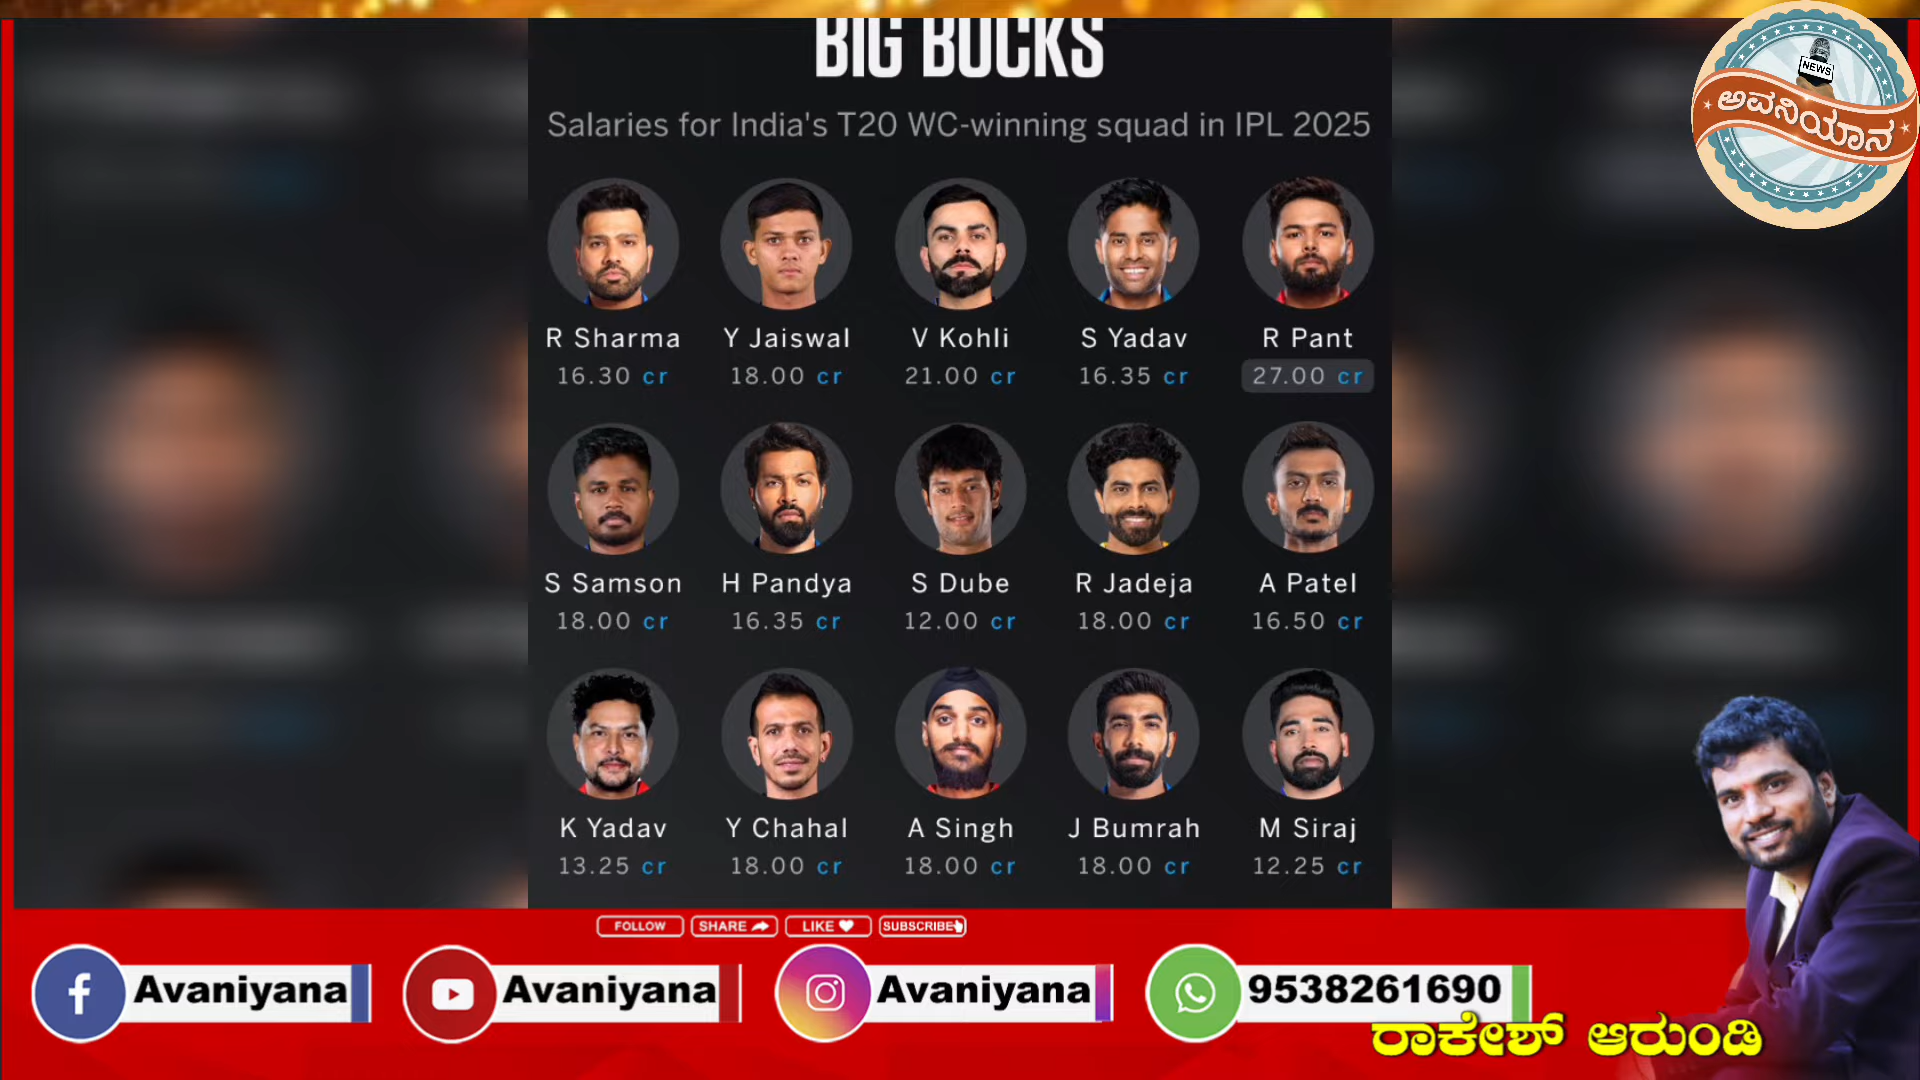 BIG BUCKS
Salaries for India's T20 WC-winning squad in IPL 2025
NEWS
ಅವನಿಯಾನ
R Sharma Y Jaiswal V Kohli S Yadav R Pant
16.30 cr 18.00 cr 21.00 cr 16.35 cr 27.00 cr
S Samson H Pandya S Dube R Jadeja A Patel
18.00 cr 16.35 cr 12.00 cr 18.00 cr 16.50 cr
K Yadav Y Chahal A Singh J Bumrah M Siraj
13.25 cr 18.00 cr 18.00 cr 18.00 cr 12.25 cr
FOLLOW SHARE LIKE SUBSCRIBE
Avaniyana Avaniyana Avaniyana 9538261690
ರಾಕೇಶ್ ಆರುಂಡಿ